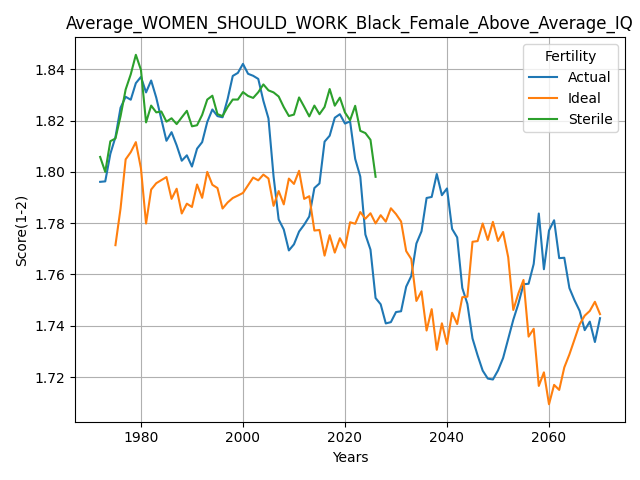 Average_WOMEN_SHOULD_WORK_Black_Female_Above_Average_IQ
Fertility
Actual
Ideal
Sterile
Score(1-2)
1.84
1.82
1.80
1.78
1.76
1.74
1.72
1980
2000
2020
2040
2060
Years